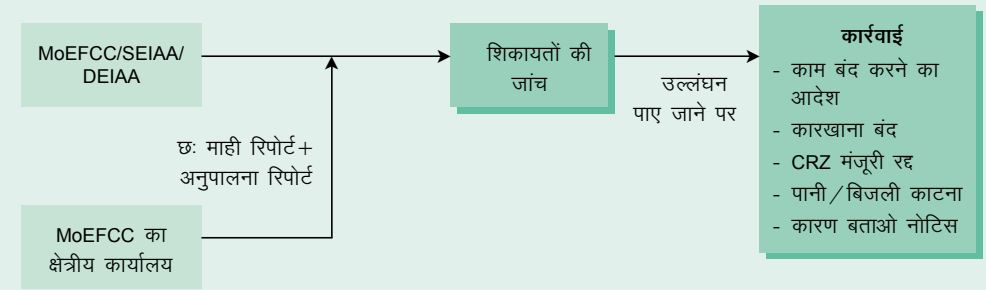 MoEFCC/SEIAA/
DEIAA
छः माही रिपोर्ट+
अनुपालना रिपोर्ट
MoEFCC का
क्षेत्रीय कार्यालय
शिकायतों की
जांच
उल्लंघन
पाए जाने पर
कार्रवाई
- काम बंद करने का
आदेश
- कारखाना बंद
- CRZ मंजूरी रद्द
- पानी/बिजली काटना
- कारण बताओ नोटिस